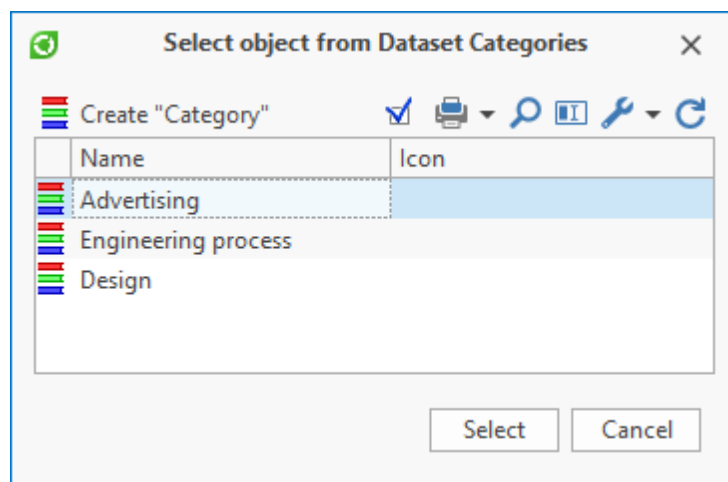 Select object from Dataset Categories
Create "Category"
Name Icon
Advertising
Engineering process
Design
Select Cancel